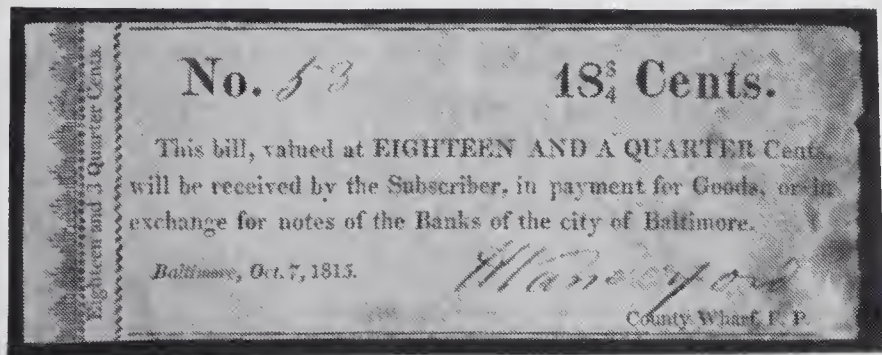 Eighteen and 3 Quarter Cents.
No. 53 18¾ Cents.
This bill, valued at EIGHTEEN AND A QUARTER Cents,
will be received by the Subscriber, in payment for Goods, or in
exchange for notes of the Banks of the city of Baltimore.
Baltimore, Oct. 7, 1815.
County Wharf, F. P.